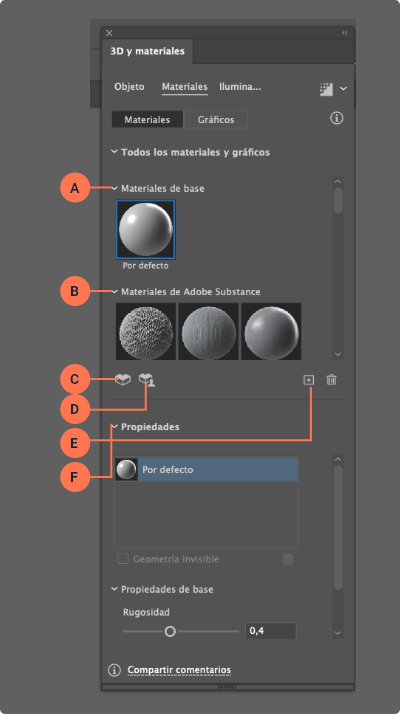 3D y materiales
Objeto Materiales Ilumina...
Materiales Gráficos
Todos los materiales y gráficos
A Materiales de base
Por defecto
B Materiales de Adobe Substance
C
D
E
F Propiedades
Por defecto
Geometría invisible
Propiedades de base
Rugosidad
0,4
Compartir comentarios